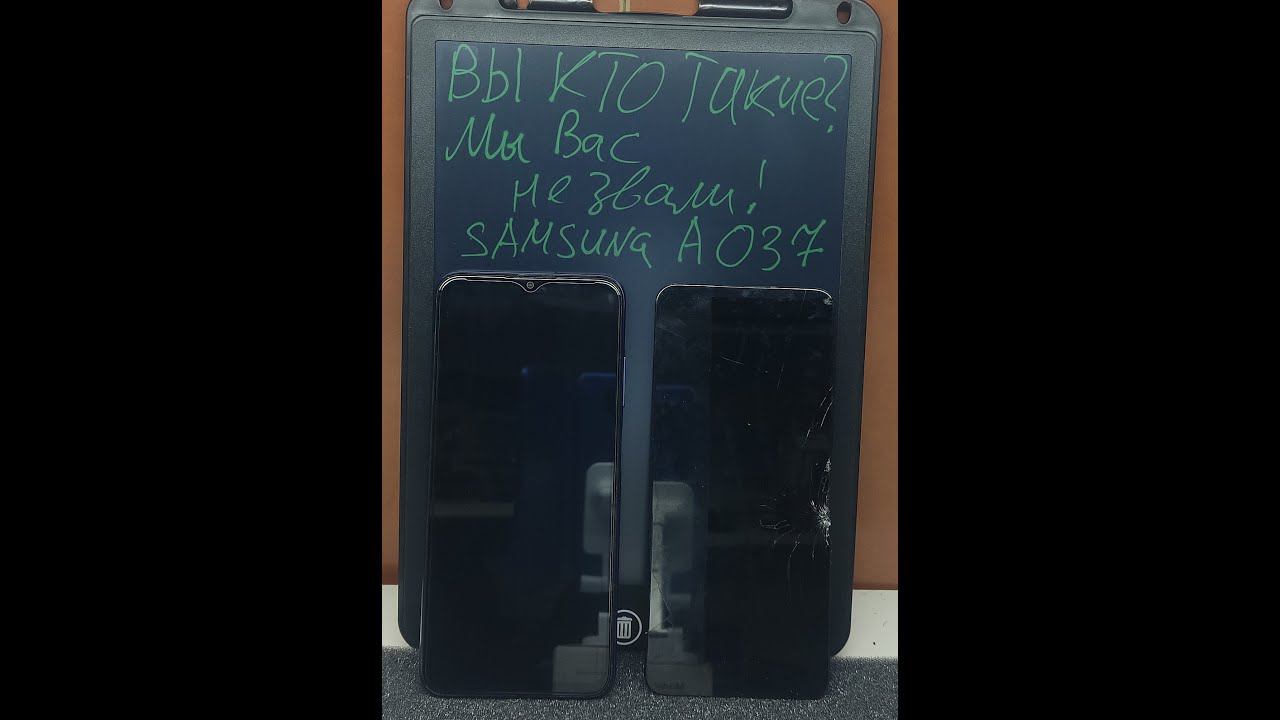 ВЫ КТО Такие?
Мы Вас
не звали!
SAMSUNG A037